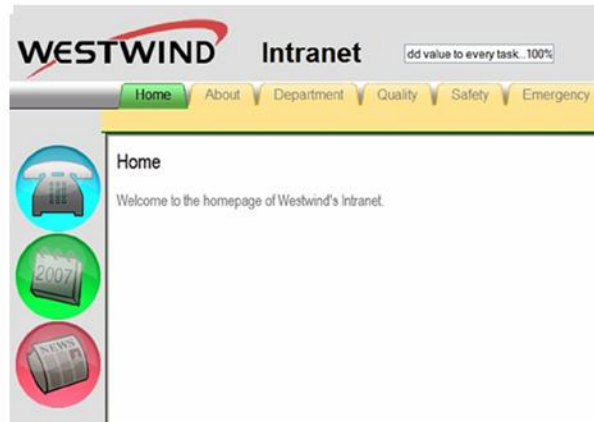 WESTWIND Intranet dd value to every task...100%
Home About Department Quality Safety Emergency
Home
Welcome to the homepage of Westwind's Intranet.
2007
NEWS